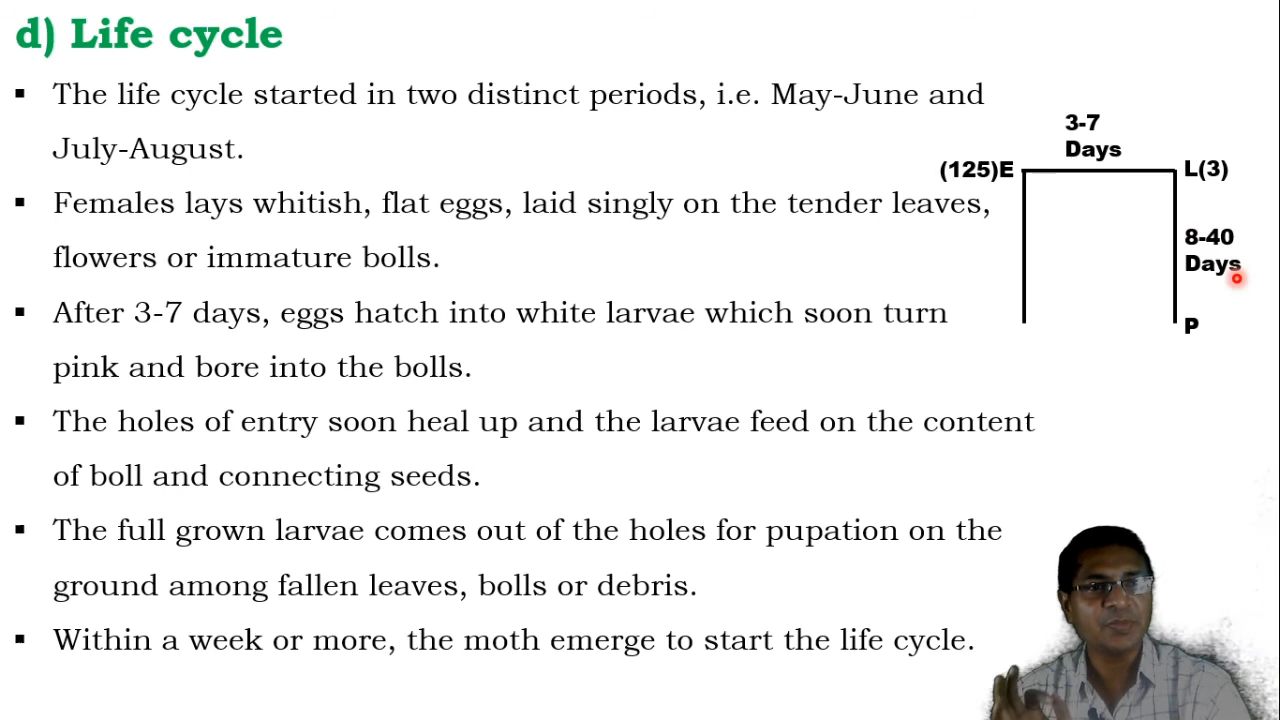 d) Life cycle
▪ The life cycle started in two distinct periods, i.e. May-June and
July-August.
▪ Females lays whitish, flat eggs, laid singly on the tender leaves,
flowers or immature bolls.
▪ After 3-7 days, eggs hatch into white larvae which soon turn
pink and bore into the bolls.
▪ The holes of entry soon heal up and the larvae feed on the content
of boll and connecting seeds.
▪ The full grown larvae comes out of the holes for pupation on the
ground among fallen leaves, bolls or debris.
▪ Within a week or more, the moth emerge to start the life cycle.
3-7
Days
(125)E
L(3)
8-40
Days
P